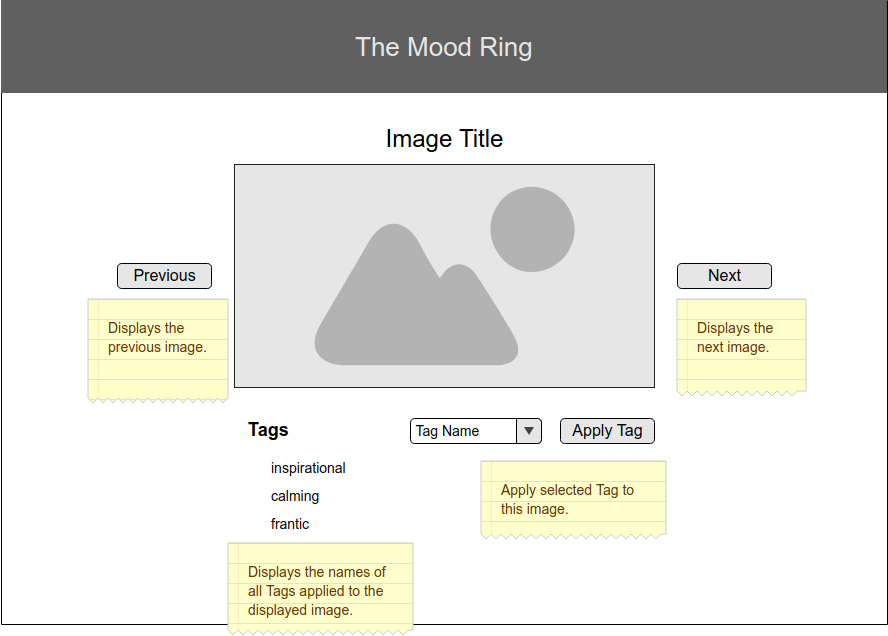 The Mood Ring
Image Title
Previous
Next
Displays the
previous image.
Displays the
next image.
Tags
Tag Name
Apply Tag
inspirational
calming
frantic
Apply selected Tag to
this image.
Displays the names of
all Tags applied to the
displayed image.